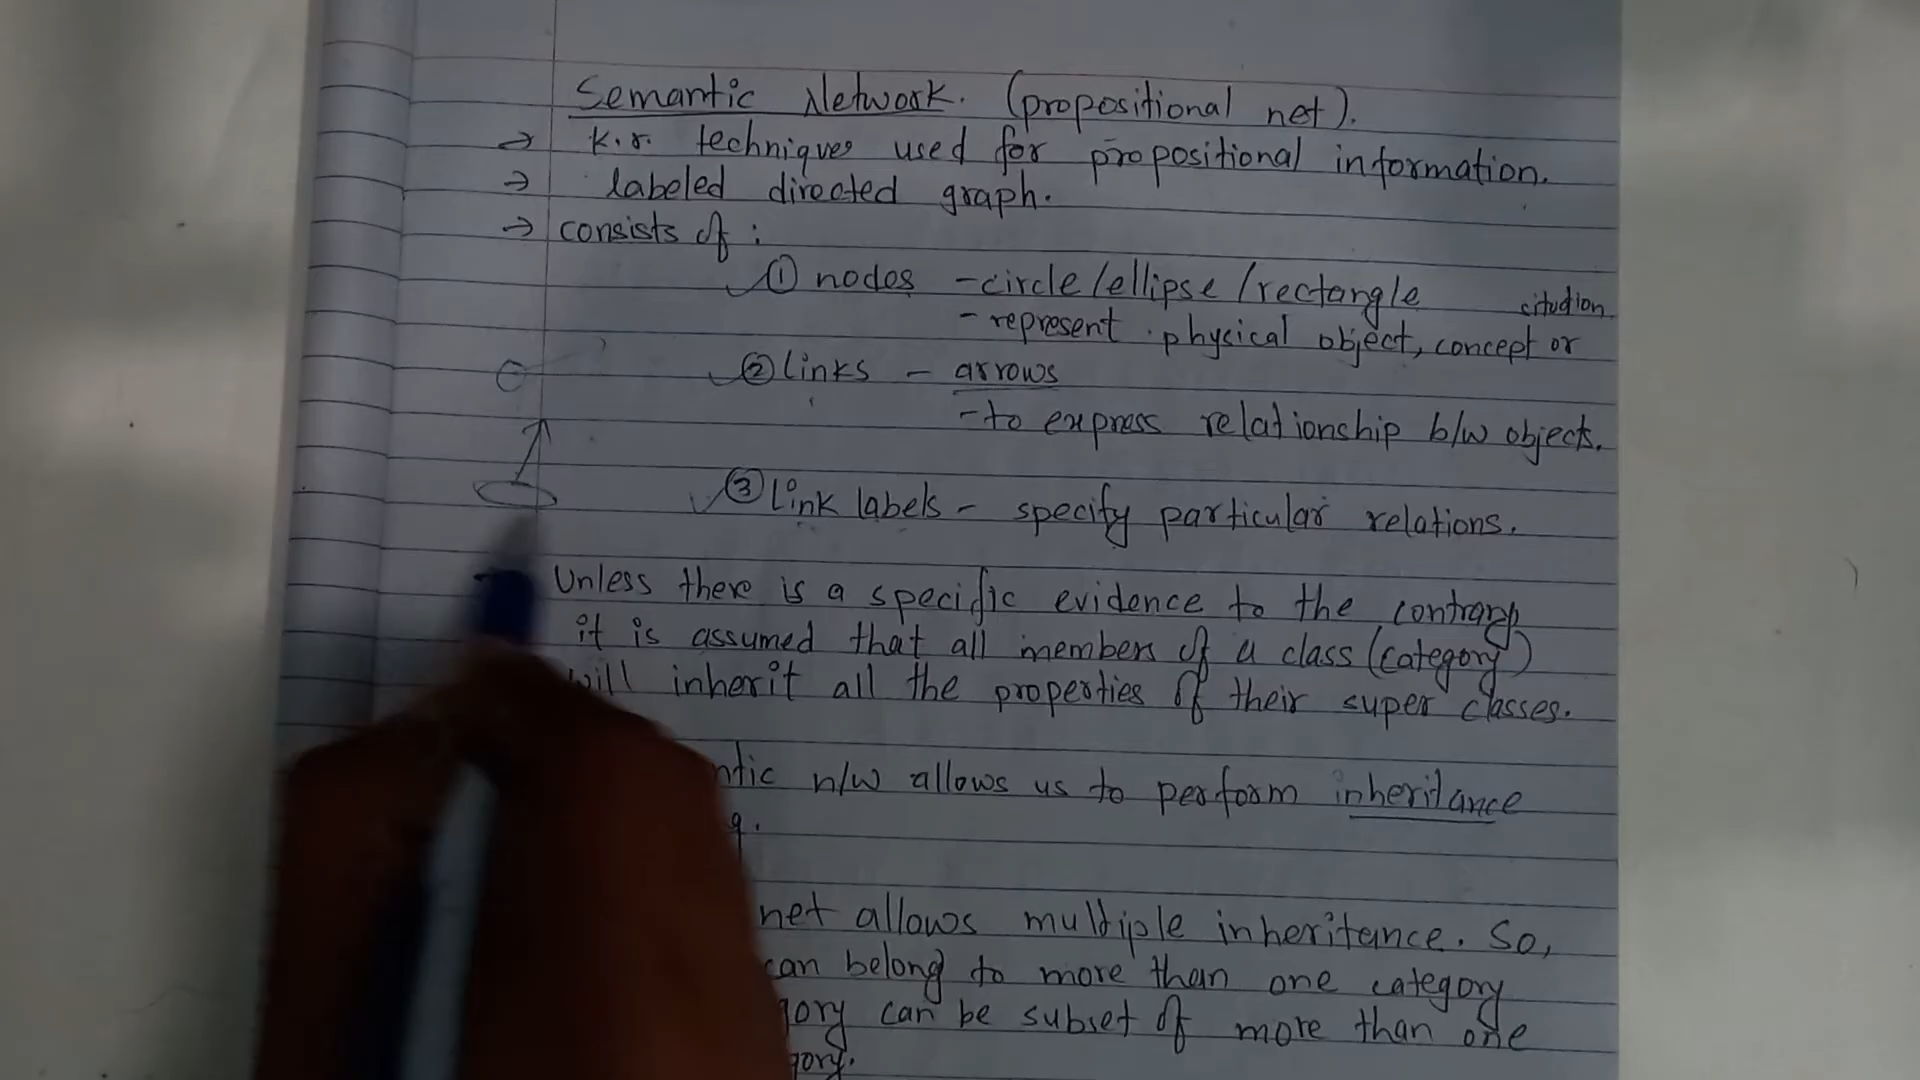 Semantic Network. (propositional net).
→ k.r. techniques used for propositional information.
→ labeled directed graph.
→ consists of :
① nodes - circle/ellipse/rectangle
- represent physical object, concept or citudion
② links - arrows
- to express relationship b/w objects.
③ Link labels - specify particular relations.
Unless there is a specific evidence to the contrary
it is assumed that all members of a class (category)
will inherit all the properties of their super classes.
ntic n/w allows us to perform inheritance
g.
net allows multiple inheritance. So,
can belong to more than one category
gory can be subset of more than one
gory.